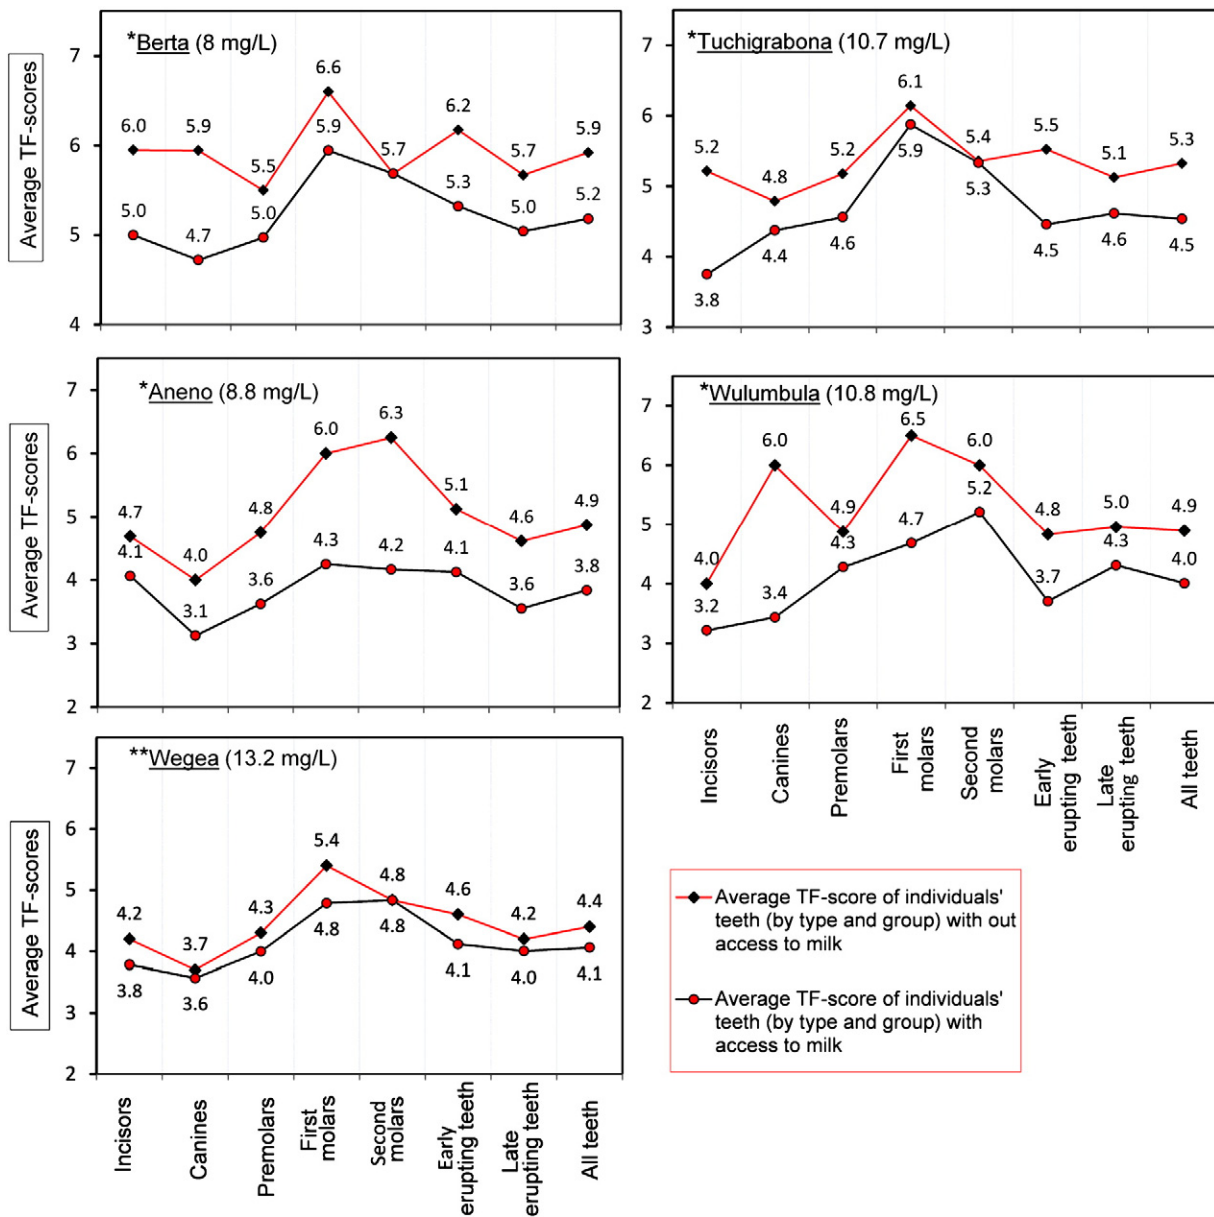 *Berta (8 mg/L)
Average TF-scores
7
6
5
4
6.0
5.9
5.5
6.6
5.7
6.2
5.7
5.9
5.0
4.7
5.0
5.9
5.3
5.0
5.2
*Tuchigrabona (10.7 mg/L)
7
6
5
4
3
5.2
4.8
5.2
6.1
5.4
5.5
5.1
5.3
3.8
4.4
4.6
5.9
5.3
4.5
4.6
4.5
*Aneno (8.8 mg/L)
Average TF-scores
7
6
5
4
3
2
4.7
4.0
4.8
6.0
6.3
5.1
4.6
4.9
4.1
3.1
3.6
4.3
4.2
4.1
3.6
3.8
*Wulumbula (10.8 mg/L)
7
6
5
4
3
2
4.0
6.0
4.9
6.5
6.0
4.8
5.0
4.9
3.2
3.4
4.3
4.7
5.2
3.7
4.3
4.0
Incisors
Canines
Premolars
First
molars
Second
molars
Early
erupting teeth
Late
erupting teeth
All teeth
**Wegea (13.2 mg/L)
Average TF-scores
7
6
5
4
3
2
4.2
3.7
4.3
5.4
4.8
4.6
4.2
4.4
3.8
3.6
4.0
4.8
4.8
4.1
4.0
4.1
Incisors
Canines
Premolars
First
molars
Second
molars
Early
erupting teeth
Late
erupting teeth
All teeth
Average TF-score of individuals'
teeth (by type and group) with out
access to milk
Average TF-score of individuals'
teeth (by type and group) with
access to milk